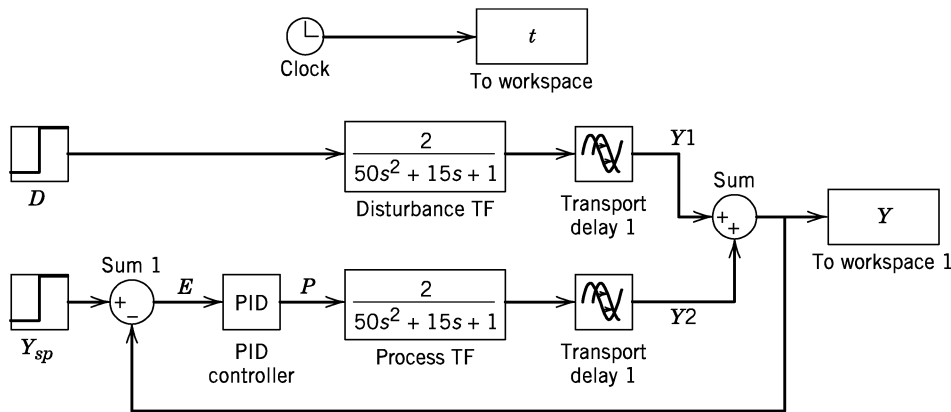 t
Clock
To workspace
D
2
50s² + 15s + 1
Disturbance TF
Transport
delay 1
Y1
Sum
+
+
Y
To workspace 1
Sum 1
+
−
E
PID
P
2
50s² + 15s + 1
Y2
Y_sp
PID
controller
Process TF
Transport
delay 1